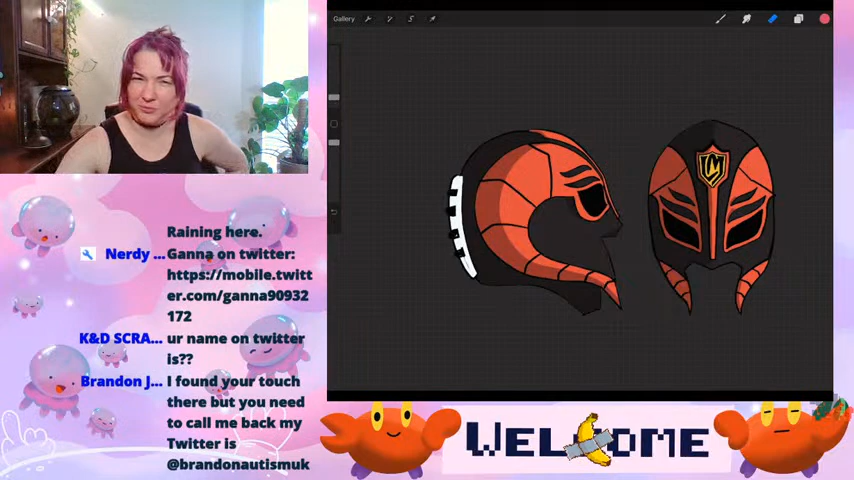 Gallery
Raining here.
Nerdy ... Ganna on twitter:
https://mobile.twitt
er.com/ganna90932
172
K&D SCRA... ur name on twitter
is??
Brandon J... I found your touch
there but you need
to call me back my
Twitter is
@brandonautismuk
WELCOME